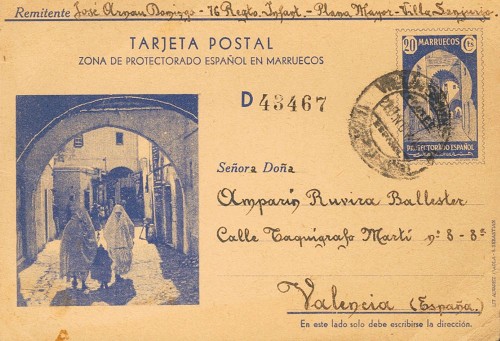 Remitente José Arnau Domingo - 76 Regto. Infant. - Plana Mayor - Villa Sanjurjo.
TARJETA POSTAL
ZONA DE PROTECTORADO ESPAÑOL EN MARRUECOS
D 43467
20 MARRUECOS Cts
PROTECTORADO ESPAÑOL
Señora Doña
Amparín Ruvira Ballester
Calle Taquígrafo Martí nº 8 - 8ª
Valencia (España.)
En este lado solo debe escribirse la dirección.